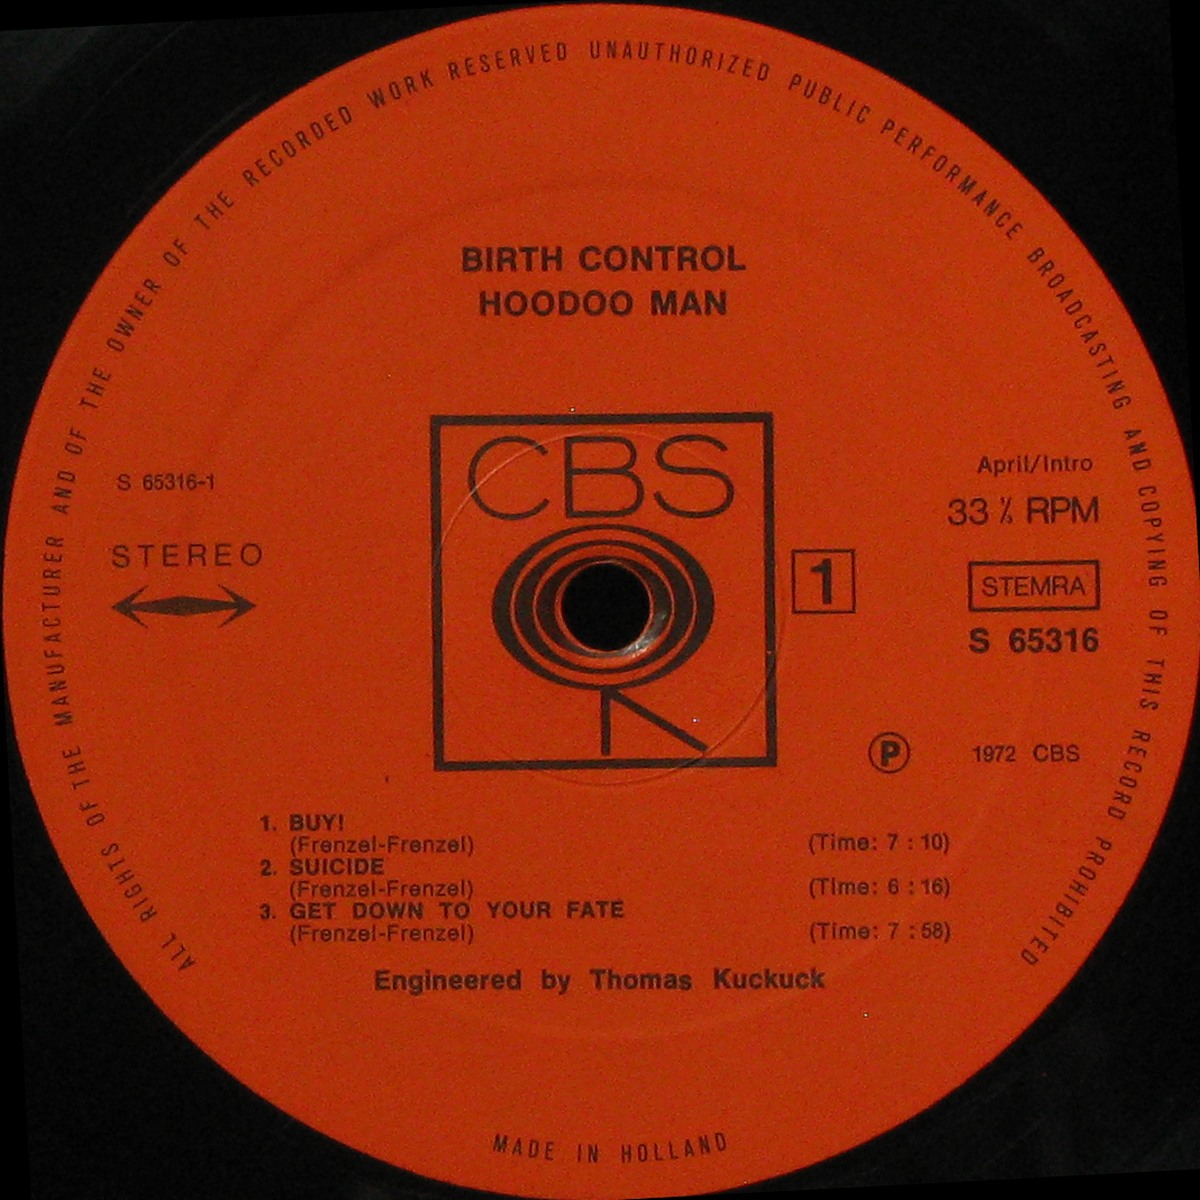 ALL RIGHTS OF THE MANUFACTURER AND OF THE OWNER OF THE RECORDED WORK RESERVED UNAUTHORIZED PUBLIC PERFORMANCE BROADCASTING AND COPYING OF THIS RECORD PROHIBITED
BIRTH CONTROL
HOODOO MAN
CBS
S 65316-1
STEREO
1
April/Intro
33 ⅓ RPM
STEMRA
S 65316
℗ 1972 CBS
1. BUY!
(Frenzel-Frenzel) (Time: 7 : 10)
2. SUICIDE
(Frenzel-Frenzel) (Time: 6 : 16)
3. GET DOWN TO YOUR FATE
(Frenzel-Frenzel) (Time: 7 : 58)
Engineered by Thomas Kuckuck
MADE IN HOLLAND